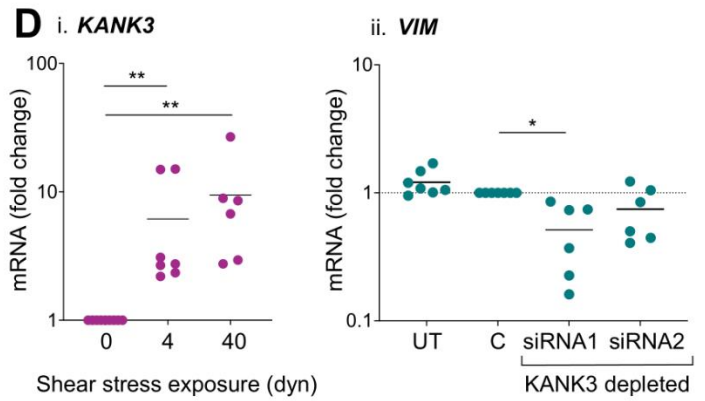 D i. KANK3
mRNA (fold change)
100
10
1
**
**
0 4 40
Shear stress exposure (dyn)
ii. VIM
mRNA (fold change)
10
1
0.1
*
UT C siRNA1 siRNA2
KANK3 depleted